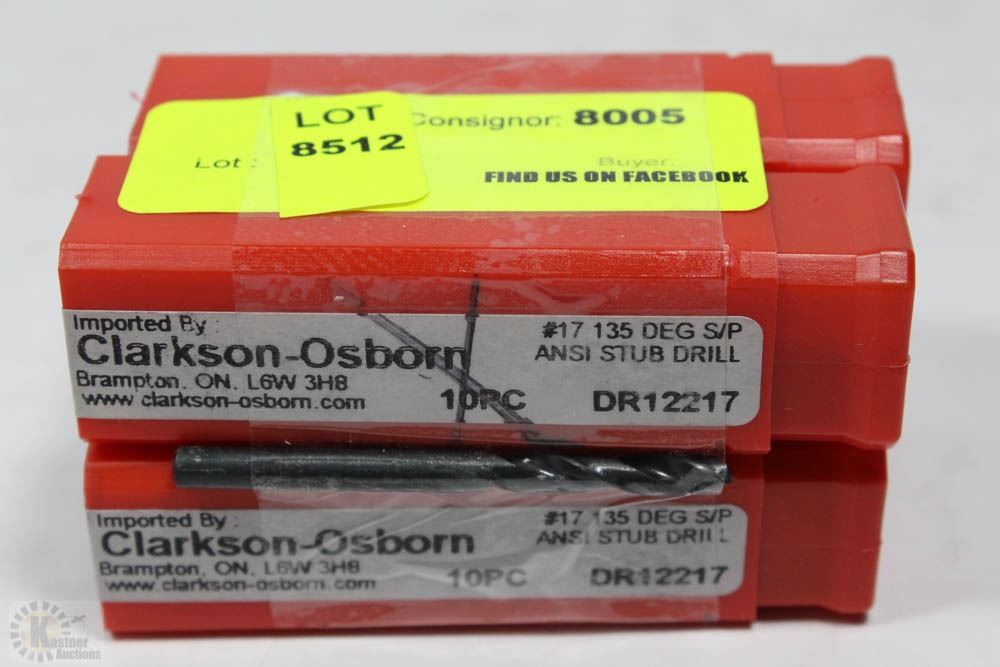 LOT
8512
Consignor: 8005
Lot :
Buyer:
FIND US ON FACEBOOK
Imported By :
Clarkson-Osborn
Brampton, ON, L6W 3H8
www.clarkson-osborn.com
#17 135 DEG S/P
ANSI STUB DRILL
10PC
DR12217
Imported By :
Clarkson-Osborn
Brampton, ON, L6W 3H8
www.clarkson-osborn.com
#17 135 DEG S/P
ANSI STUB DRILL
10PC
DR12217
Kastner
Auctions